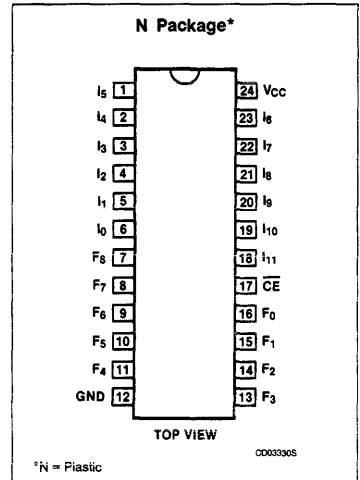 N Package*
I5 1 24 VCC
I4 2 23 I6
I3 3 22 I7
I2 4 21 I8
I1 5 20 I9
I0 6 19 I10
F8 7 18 I11
F7 8 17 C̅E̅
F6 9 16 F0
F5 10 15 F1
F4 11 14 F2
GND 12 13 F3
TOP VIEW
CD03330S
*N = Plastic